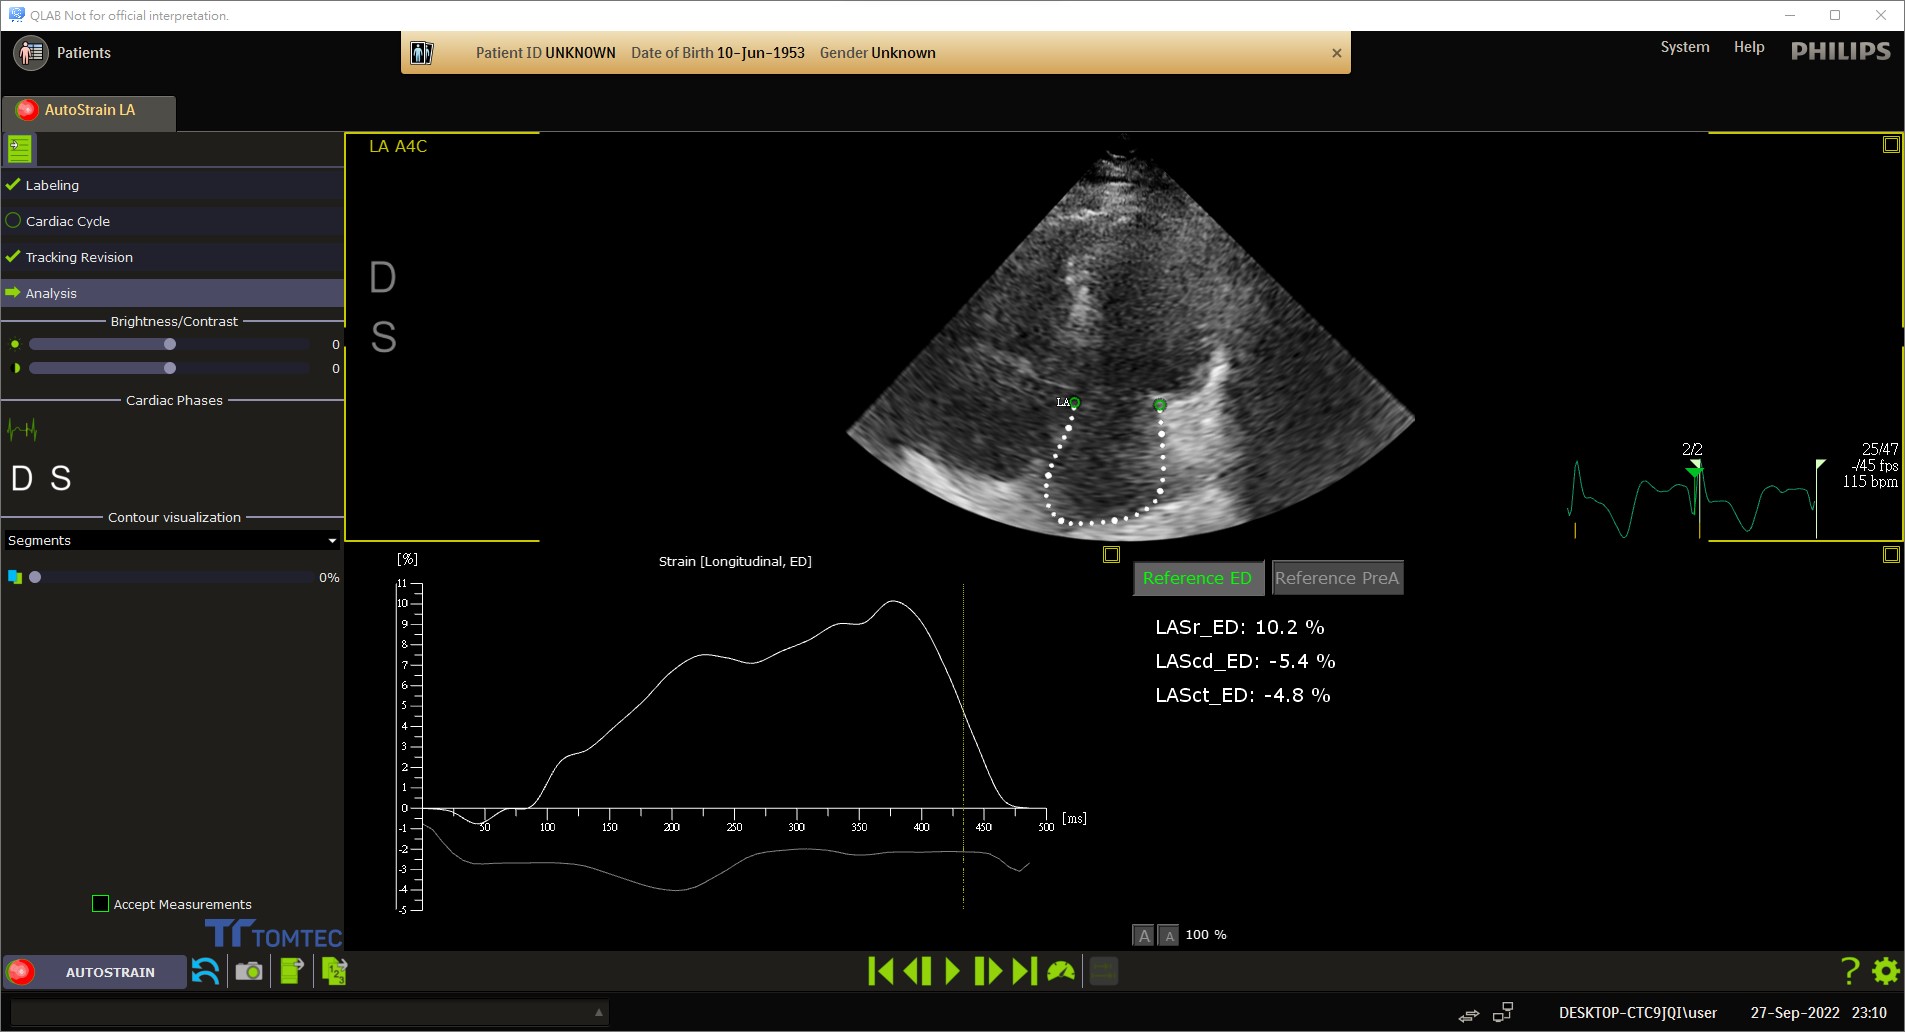 QLAB Not for official interpretation.
Patients
Patient ID UNKNOWN Date of Birth 10-Jun-1953 Gender Unknown
System Help PHILIPS
AutoStrain LA
Labeling
Cardiac Cycle
Tracking Revision
Analysis
Brightness/Contrast
0
0
Cardiac Phases
D S
Contour visualization
Segments
0%
Accept Measurements
TOMTEC
LA A4C
D
S
LA
2/2
25/47
-/45 fps
115 bpm
[%]
Strain [Longitudinal, ED]
11
10
9
8
7
6
5
4
3
2
1
0
-1
-2
-3
-4
-5
50 100 150 200 250 300 350 400 450 500 [ms]
Reference ED Reference PreA
LASr_ED: 10.2 %
LAScd_ED: -5.4 %
LASct_ED: -4.8 %
A A 100 %
AUTOSTRAIN
DESKTOP-CTC9JQI\user 27-Sep-2022 23:10